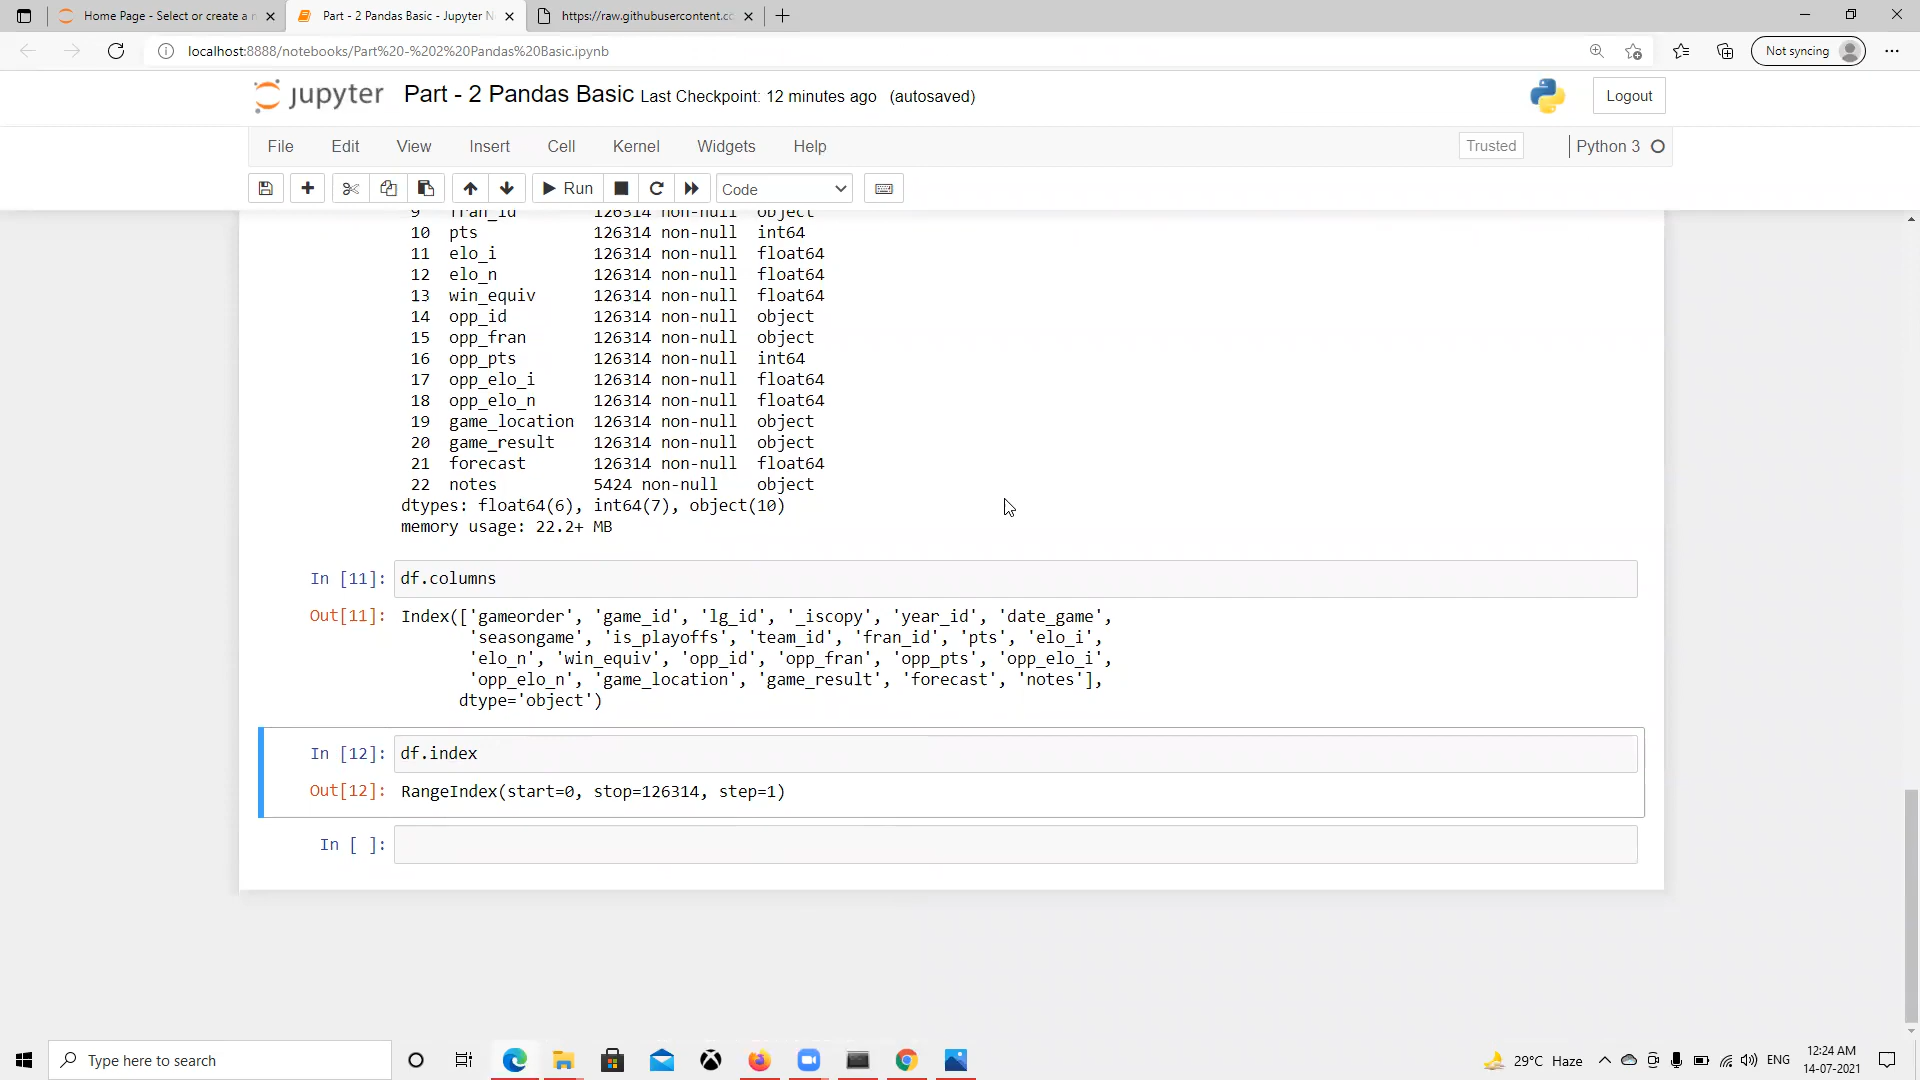 Home Page - Select or create a n
Part - 2 Pandas Basic - Jupyter N
https://raw.githubusercontent.cc
localhost:8888/notebooks/Part%20-%202%20Pandas%20Basic.ipynb
Not syncing
jupyter Part - 2 Pandas Basic Last Checkpoint: 12 minutes ago (autosaved)
Logout
File Edit View Insert Cell Kernel Widgets Help
Trusted
Python 3
Run
Code
9 fran_id 126314 non-null object
10 pts 126314 non-null int64
11 elo_i 126314 non-null float64
12 elo_n 126314 non-null float64
13 win_equiv 126314 non-null float64
14 opp_id 126314 non-null object
15 opp_fran 126314 non-null object
16 opp_pts 126314 non-null int64
17 opp_elo_i 126314 non-null float64
18 opp_elo_n 126314 non-null float64
19 game_location 126314 non-null object
20 game_result 126314 non-null object
21 forecast 126314 non-null float64
22 notes 5424 non-null object
dtypes: float64(6), int64(7), object(10)
memory usage: 22.2+ MB
In [11]: df.columns
Out[11]: Index(['gameorder', 'game_id', 'lg_id', '_iscopy', 'year_id', 'date_game',
'seasongame', 'is_playoffs', 'team_id', 'fran_id', 'pts', 'elo_i',
'elo_n', 'win_equiv', 'opp_id', 'opp_fran', 'opp_pts', 'opp_elo_i',
'opp_elo_n', 'game_location', 'game_result', 'forecast', 'notes'],
dtype='object')
In [12]: df.index
Out[12]: RangeIndex(start=0, stop=126314, step=1)
In [ ]:
Type here to search
29°C Haze
ENG
12:24 AM
14-07-2021